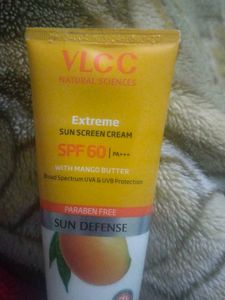 VLCC
NATURAL SCIENCES
Extreme
SUN SCREEN CREAM
SPF 60 | PA+++
WITH MANGO BUTTER
Broad Spectrum UVA & UVB Protection
PARABEN FREE
SUN DEFENSE